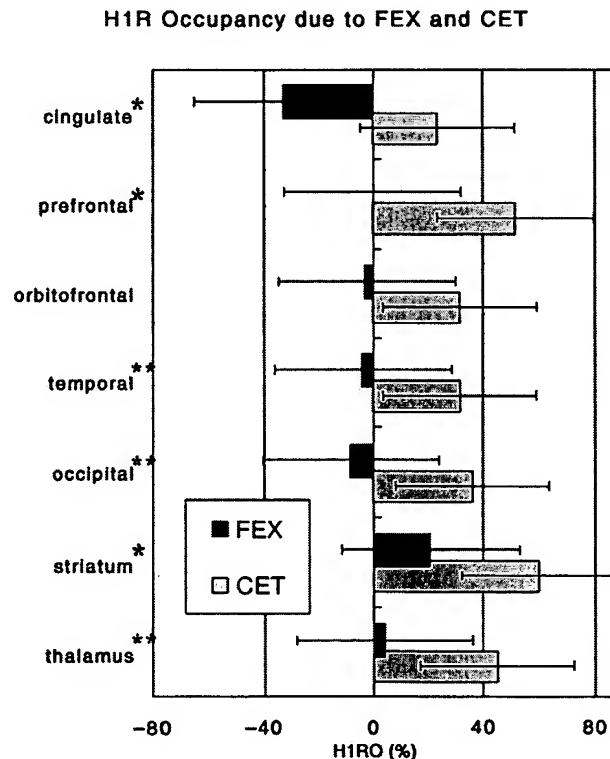 H1R Occupancy due to FEX and CET
cingulate*
prefrontal*
orbitofrontal
temporal**
occipital**
striatum*
thalamus**
FEX
CET
-80 -40 0 40 80
H1RO (%)